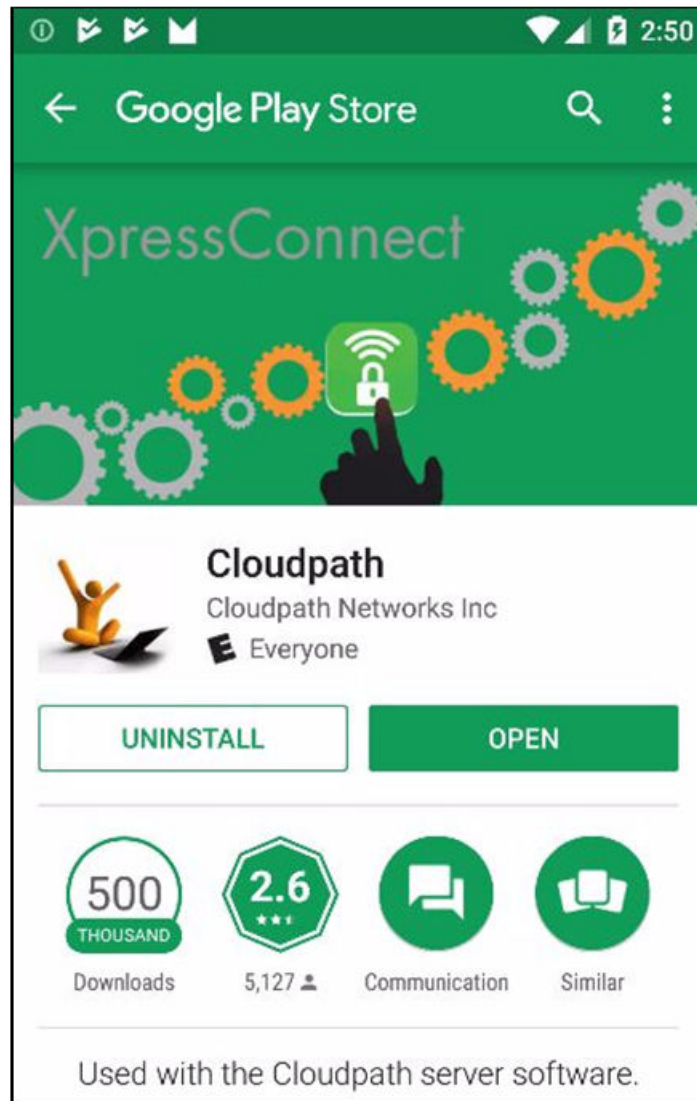 2:50
Google Play Store
XpressConnect
Cloudpath
Cloudpath Networks Inc
E Everyone
UNINSTALL
OPEN
500
THOUSAND
2.6
Downloads
5,127
Communication
Similar
Used with the Cloudpath server software.